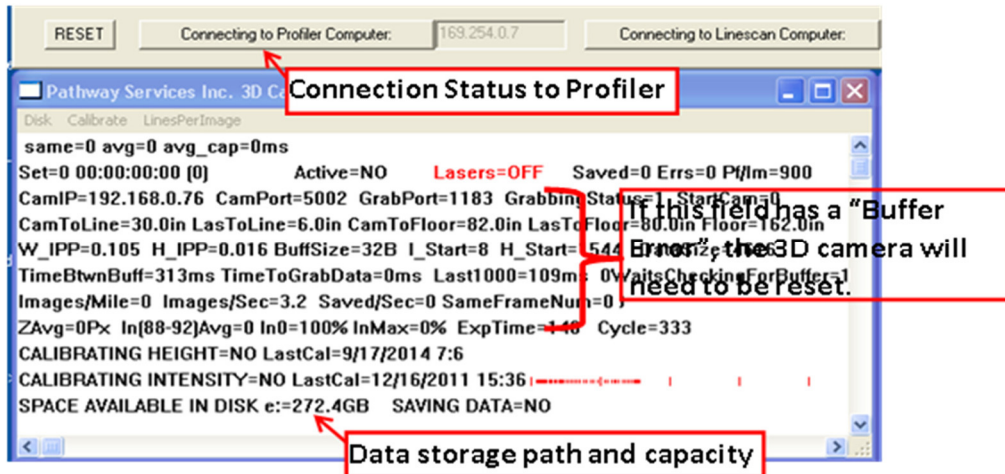 RESET
Connecting to Profiler Computer:
169.254.0.7
Connecting to Linescan Computer:
Connection Status to Profiler
Pathway Services Inc. 3D Ca
Disk Calibrate LinesPerImage
same=0 avg=0 avg_cap=0ms
Set=0 00:00:00:00 (0) Active=NO Lasers=OFF Saved=0 Errs=0 Pf/Im=900
CamIP=192.168.0.76 CamPort=5002 GrabPort=1183 GrabbingStatus=1 StartCam=0
CamToLine=30.0in LasToLine=6.0in CamToFloor=82.0in LasToFloor=80.0in Floor=162.0in
W_IPP=0.105 H_IPP=0.016 BuffSize=32B I_Start=8 H_Start=1544
TimeBtwnBuff=313ms TimeToGrabData=0ms Last1000=109ms 0WaitsCheckingForBuffer=1
Images/Mile=0 Images/Sec=3.2 Saved/Sec=0 SameFrameNum=0
ZAvg=0Px In(88-92)Avg=0 In0=100% InMax=0% ExpTime=140 Cycle=333
If this field has a “Buffer
Error”, the 3D camera will
need to be reset.
CALIBRATING HEIGHT=NO LastCal=9/17/2014 7:6
CALIBRATING INTENSITY=NO LastCal=12/16/2011 15:36
SPACE AVAILABLE IN DISK e:=272.4GB SAVING DATA=NO
Data storage path and capacity